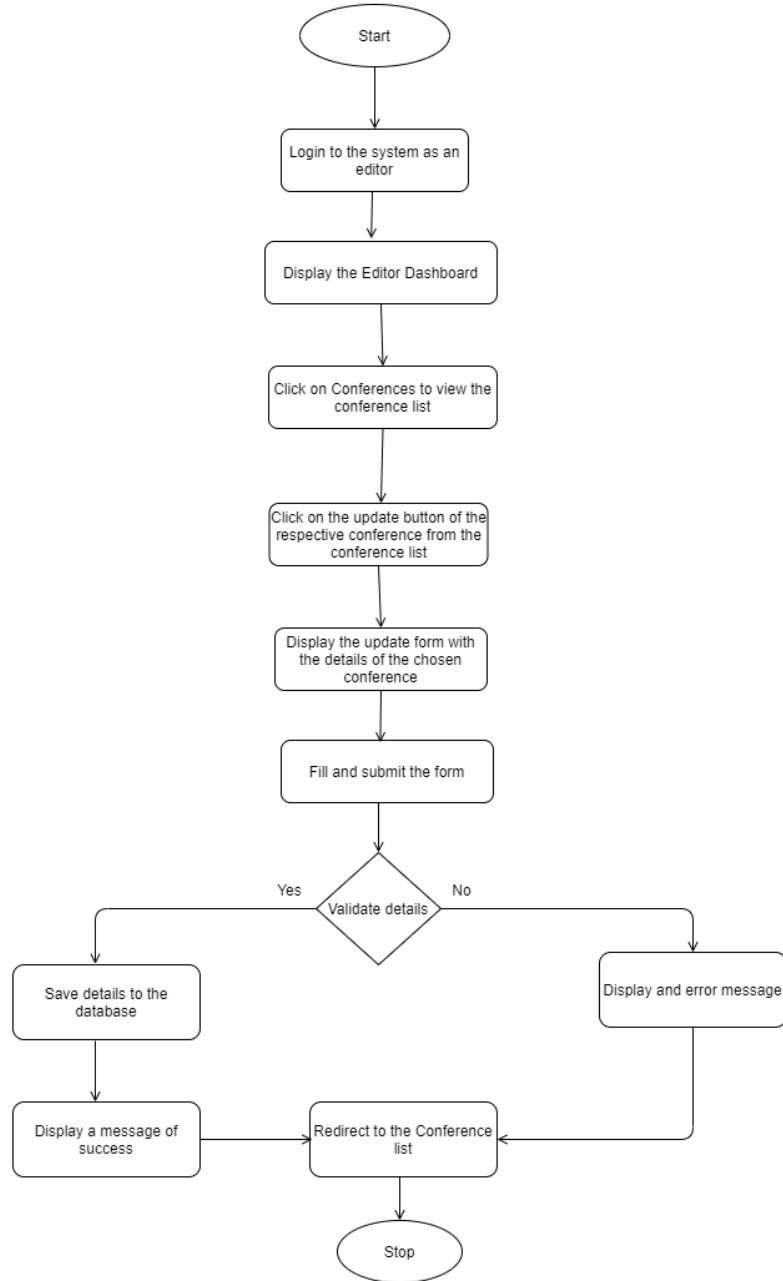 Start
Login to the system as an
editor
Display the Editor Dashboard
Click on Conferences to view the
conference list
Click on the update button of the
respective conference from the
conference list
Display the update form with
the details of the chosen
conference
Fill and submit the form
Yes
No
Validate details
Save details to the
database
Display and error message
Display a message of
success
Redirect to the Conference
list
Stop